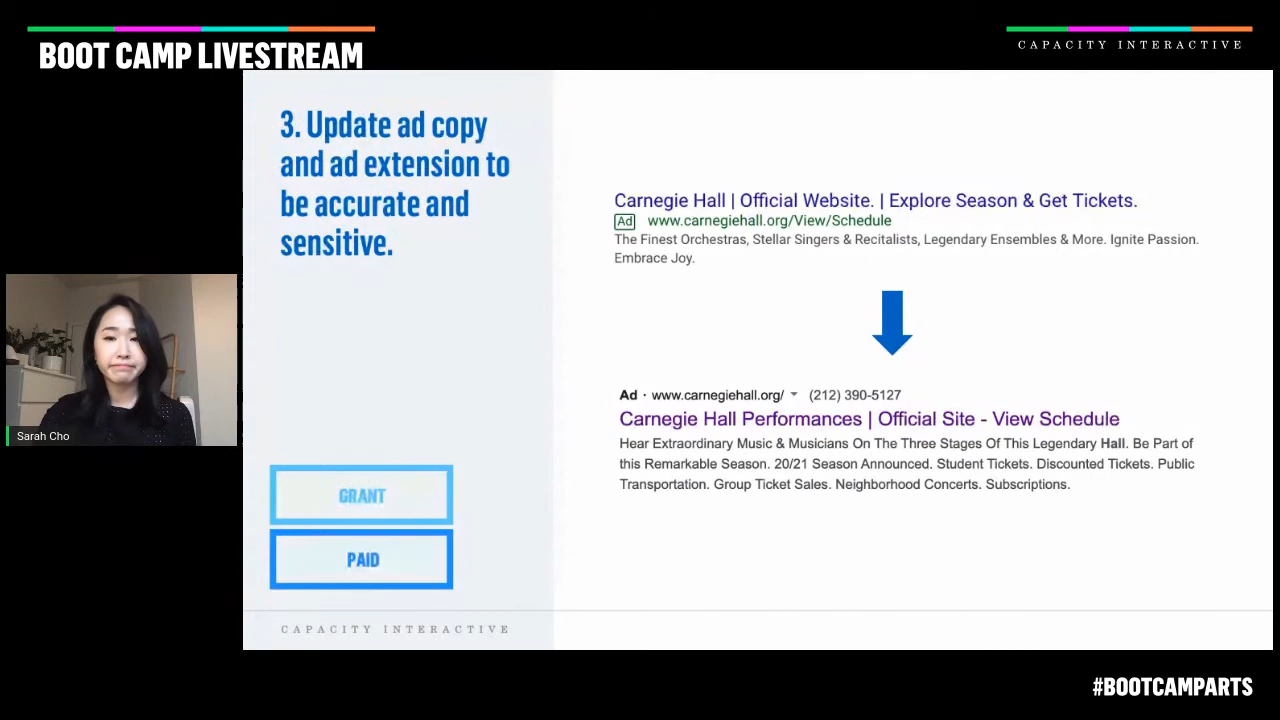 BOOT CAMP LIVESTREAM
CAPACITY INTERACTIVE
3. Update ad copy
and ad extension to
be accurate and
sensitive.
Carnegie Hall | Official Website. | Explore Season & Get Tickets.
Ad www.carnegiehall.org/View/Schedule
The Finest Orchestras, Stellar Singers & Recitalists, Legendary Ensembles & More. Ignite Passion.
Embrace Joy.
Ad · www.carnegiehall.org/ (212) 390-5127
Carnegie Hall Performances | Official Site - View Schedule
Hear Extraordinary Music & Musicians On The Three Stages Of This Legendary Hall. Be Part of
this Remarkable Season. 20/21 Season Announced. Student Tickets. Discounted Tickets. Public
Transportation. Group Ticket Sales. Neighborhood Concerts. Subscriptions.
Sarah Cho
GRANT
PAID
CAPACITY INTERACTIVE
#BOOTCAMPARTS